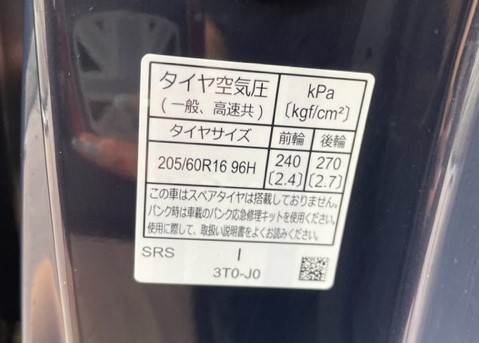 タイヤ空気圧 kPa
(一般、高速共) 〔kgf/cm²〕
タイヤサイズ 前輪 後輪
205/60R16 96H 240 270
〔2.4〕 〔2.7〕
この車はスペアタイヤは搭載しておりません。
パンク時は車載のパンク応急修理キットを使用ください。
使用に際して、取扱い説明書をよくお読みください。
SRS I
3T0-J0